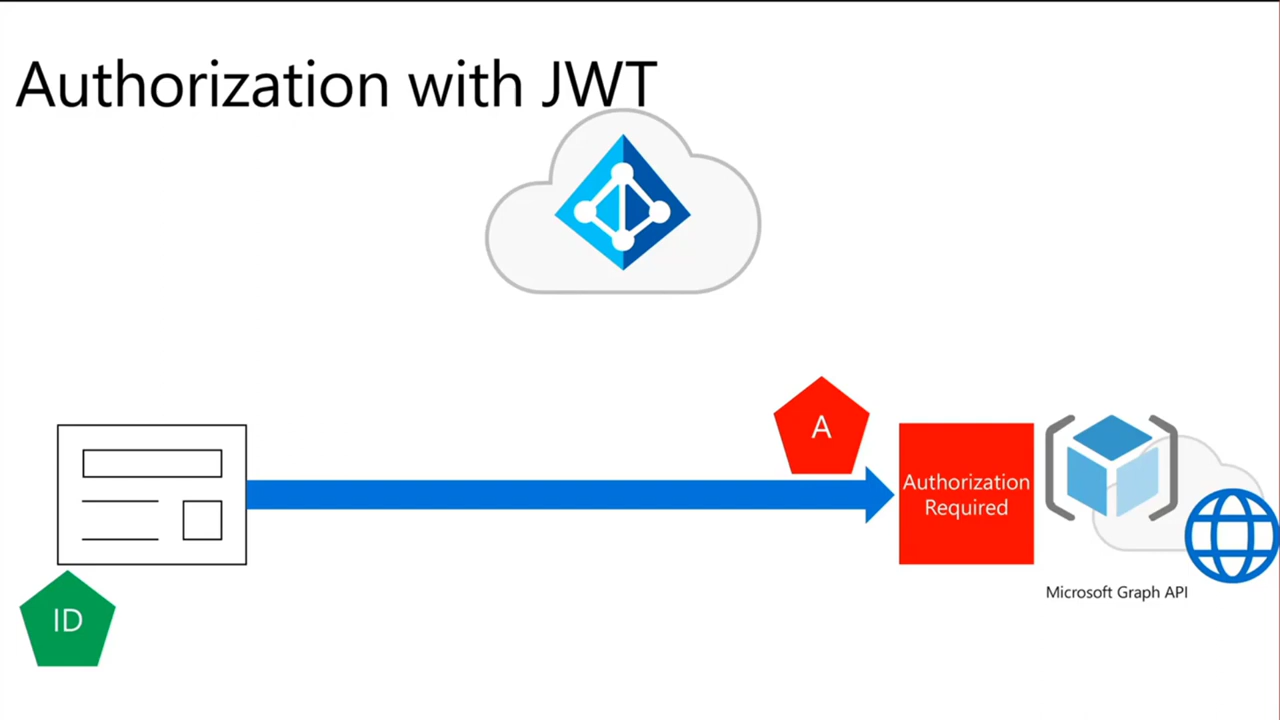 Authorization with JWT
A
Authorization
Required
Microsoft Graph API
ID